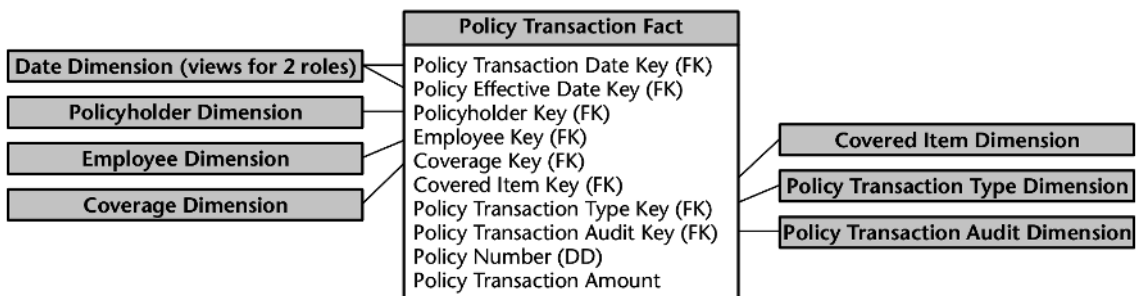 Policy Transaction Fact
Date Dimension (views for 2 roles)
Policyholder Dimension
Employee Dimension
Coverage Dimension
Policy Transaction Date Key (FK)
Policy Effective Date Key (FK)
Policyholder Key (FK)
Employee Key (FK)
Coverage Key (FK)
Covered Item Key (FK)
Policy Transaction Type Key (FK)
Policy Transaction Audit Key (FK)
Policy Number (DD)
Policy Transaction Amount
Covered Item Dimension
Policy Transaction Type Dimension
Policy Transaction Audit Dimension